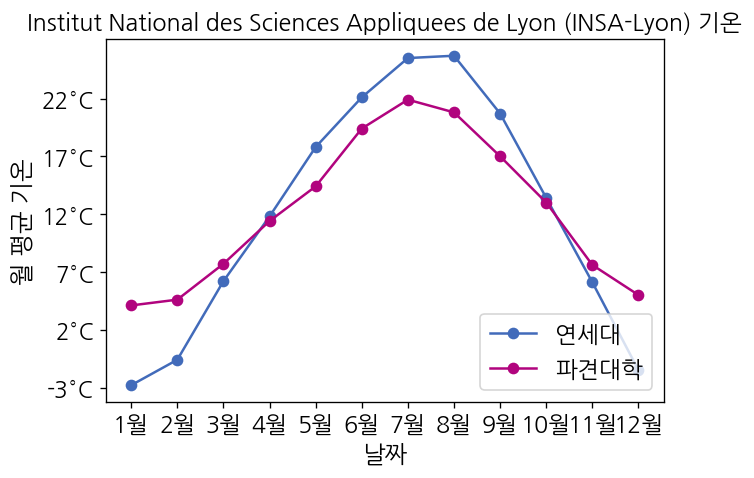 Institut National des Sciences Appliquees de Lyon (INSA-Lyon) 기온
월 평균 기온
22°C
17°C
12°C
7°C
2°C
-3°C
연세대
파견대학
1월 2월 3월 4월 5월 6월 7월 8월 9월 10월 11월 12월
날짜